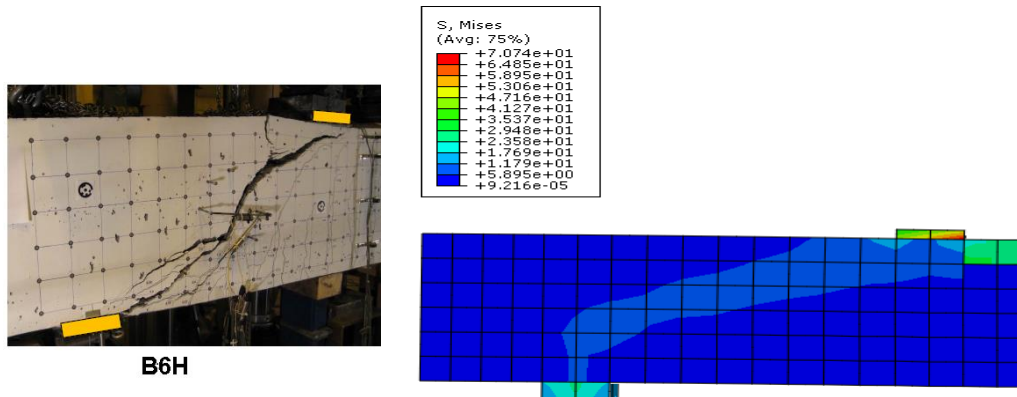 S, Mises
(Avg: 75%)
+7.074e+01
+6.485e+01
+5.895e+01
+5.306e+01
+4.716e+01
+4.127e+01
+3.537e+01
+2.948e+01
+2.358e+01
+1.769e+01
+1.179e+01
+5.895e+00
+9.216e-05
B6H